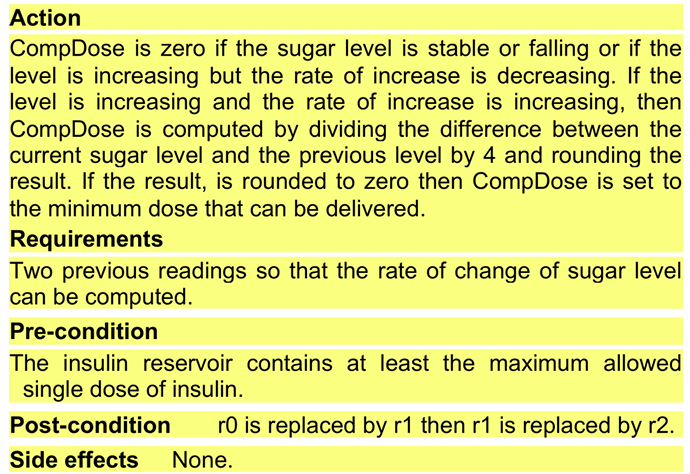 Action
CompDose is zero if the sugar level is stable or falling or if the
level is increasing but the rate of increase is decreasing. If the
level is increasing and the rate of increase is increasing, then
CompDose is computed by dividing the difference between the
current sugar level and the previous level by 4 and rounding the
result. If the result, is rounded to zero then CompDose is set to
the minimum dose that can be delivered.
Requirements
Two previous readings so that the rate of change of sugar level
can be computed.
Pre-condition
The insulin reservoir contains at least the maximum allowed
single dose of insulin.
Post-condition r0 is replaced by r1 then r1 is replaced by r2.
Side effects None.